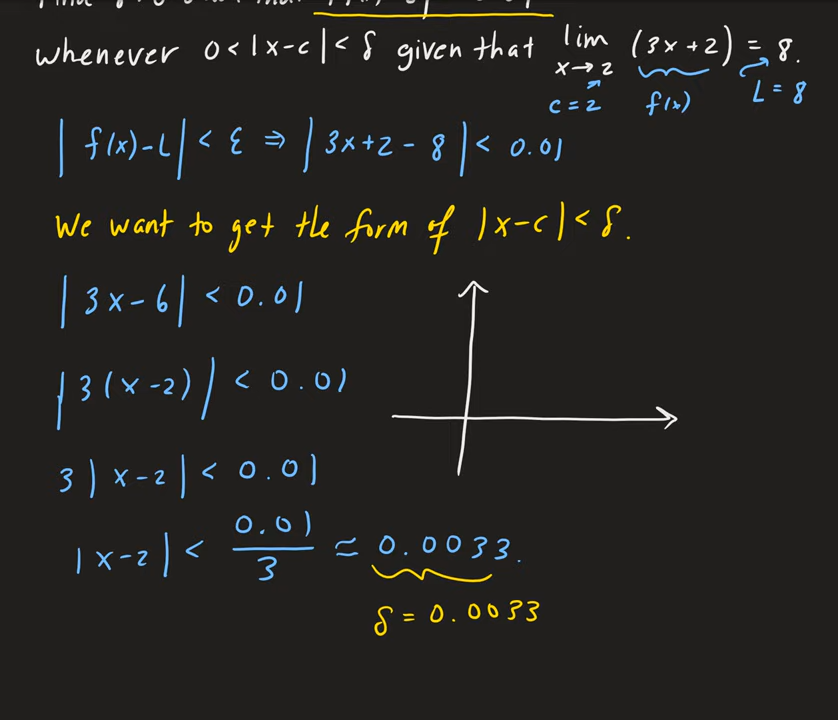 whenever 0 < |x-c| < δ given that lim x→2 (3x+2) = 8.
c = 2 f(x) L = 8
|f(x)-L| < ε ⇒ |3x+2-8| < 0.01
We want to get the form of |x-c| < δ.
|3x-6| < 0.01
|3(x-2)| < 0.01
3|x-2| < 0.01
|x-2| < 0.01/3 ≈ 0.0033.
δ = 0.0033